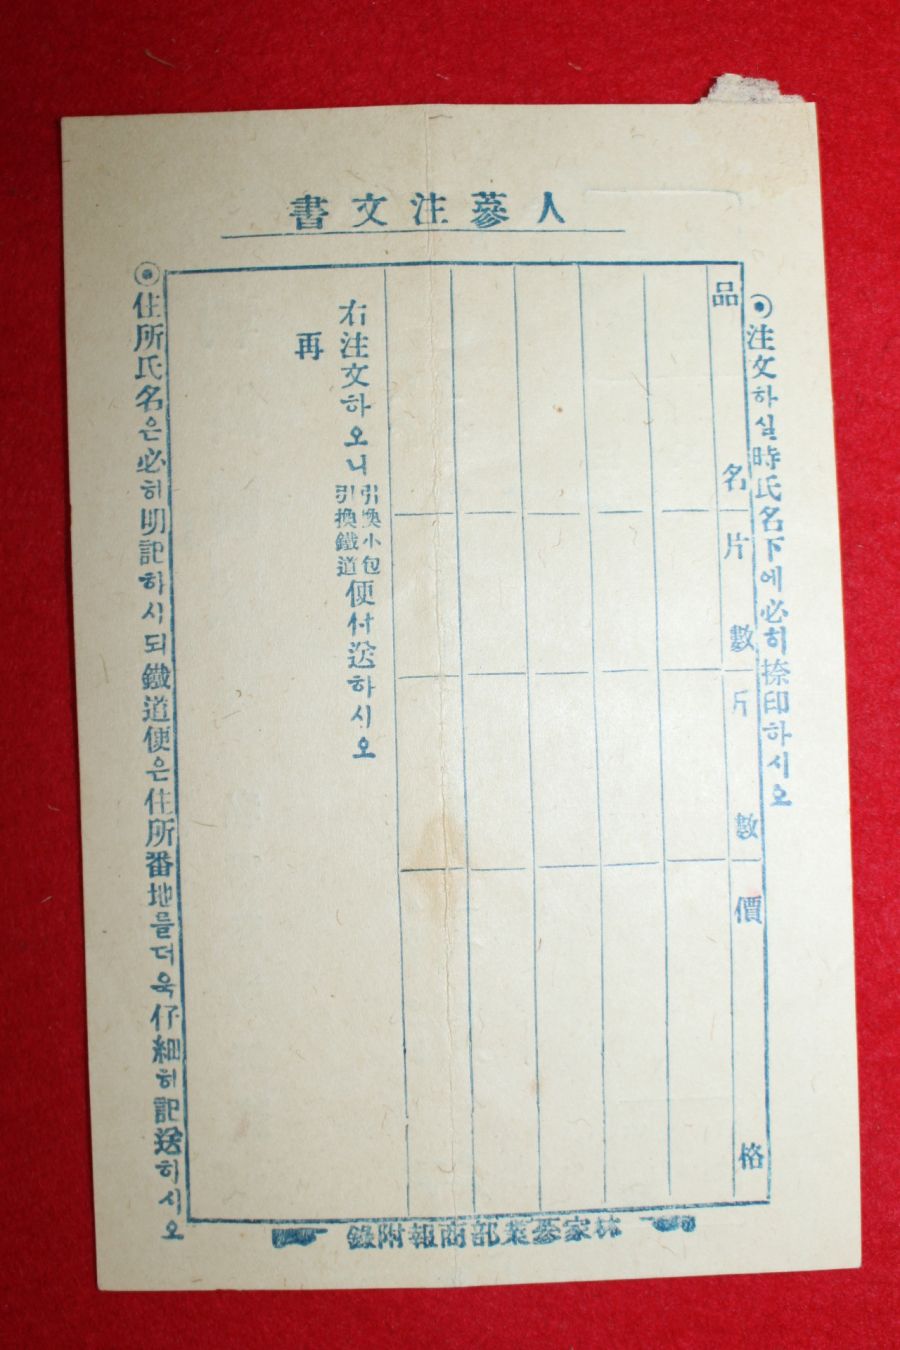 人蔘注文書
◉注文하실時氏名下에必히捺印하시오
品名
片數
斤數
價格
右注文하오니
引換小包
引換鐵道
便付送하시오
再
◉住所氏名은必히明記하시되鐵道便은住所番地를더욱仔細히記送하시오
林家蔘業部商報附錄